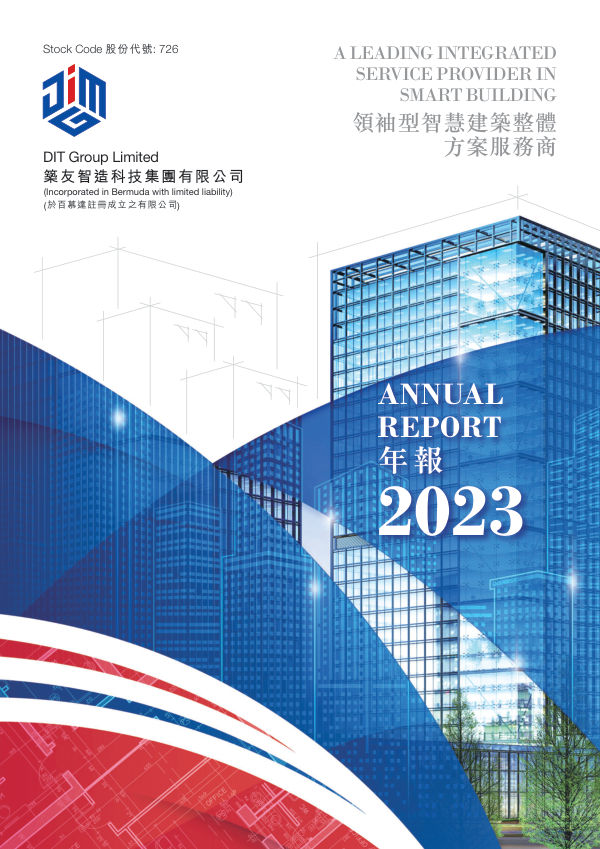 Stock Code 股份代號: 726
A LEADING INTEGRATED
SERVICE PROVIDER IN
SMART BUILDING
領袖型智慧建築整體
方案服務商
DIT Group Limited
築友智造科技集團有限公司
(Incorporated in Bermuda with limited liability)
(於百慕達註冊成立之有限公司)
ANNUAL
REPORT
年報
2023